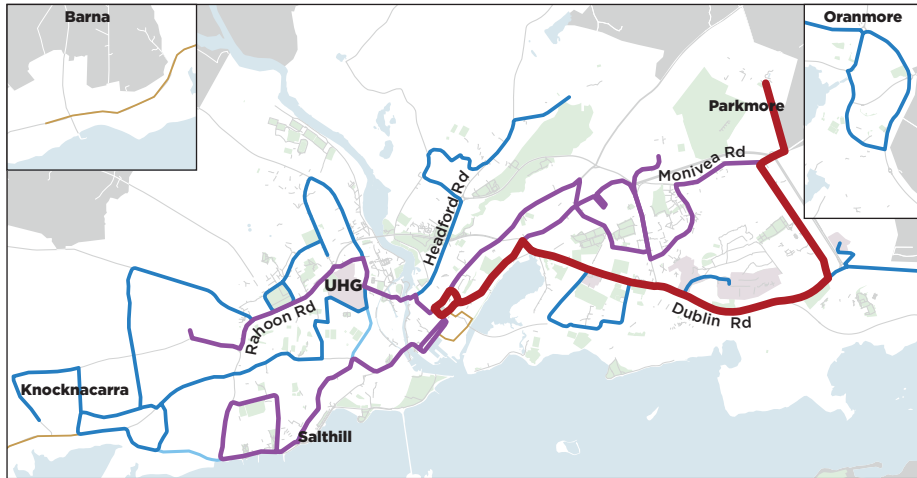 Barna
Oranmore
Parkmore
Monivea Rd
Headford Rd
UHG
Rahoon Rd
Dublin Rd
Knocknacarra
Salthill